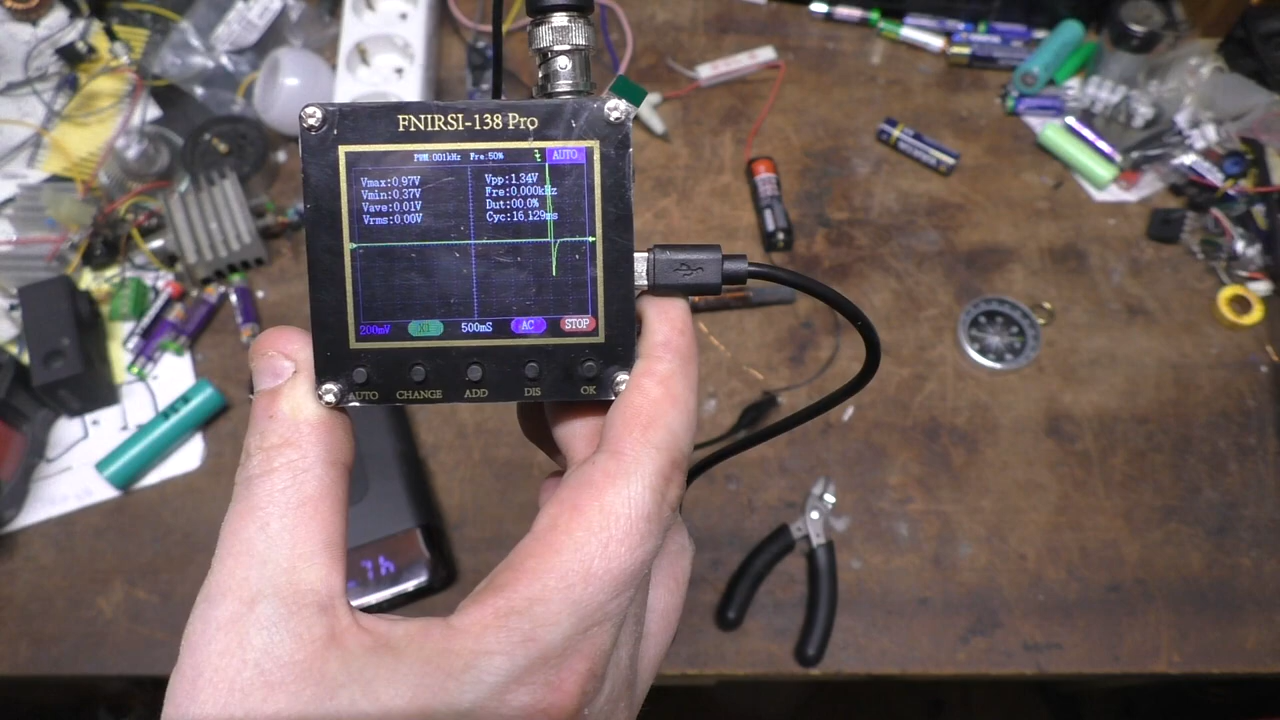 FNIRSI-138 Pro
PWM:001kHz Fre:50% AUTO
Vmax:0.97V Vpp:1.34V
Vmin:0.37V Fre:0.000kHz
Vave:0.01V Dut:00.0%
Vrms:0.00V Cyc:16.129ms
200mV X1 500mS AC STOP
AUTO CHANGE ADD DIS OK